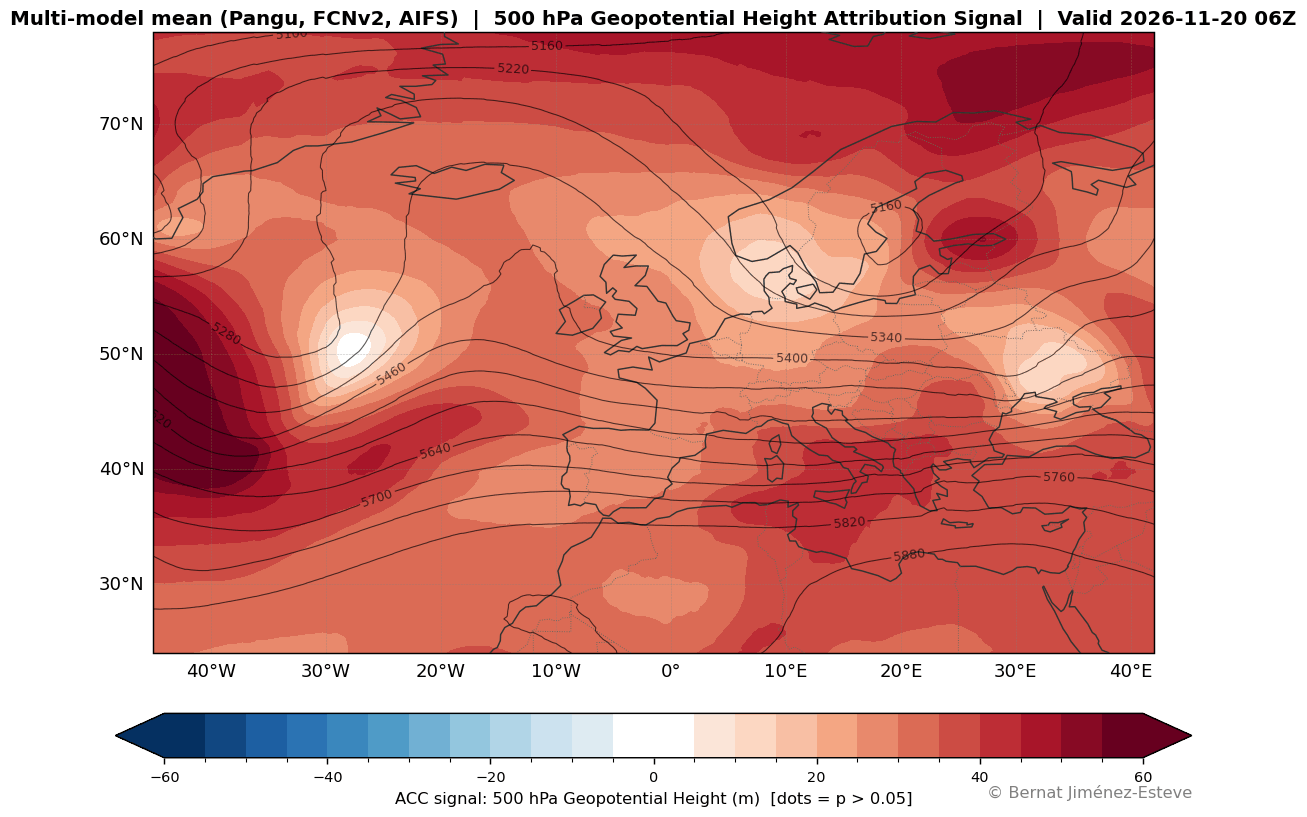 Multi-model mean (Pangu, FCNv2, AIFS)  |  500 hPa Geopotential Height Attribution Signal  |  Valid 2026-11-20 06Z
5100
5160
5220
70°N
5160
60°N
5280
5340
50°N
5400
5460
5640
40°N
5760
5700
5820
5880
30°N
40°W 30°W 20°W 10°W 0° 10°E 20°E 30°E 40°E
−60 −40 −20 0 20 40 60
ACC signal: 500 hPa Geopotential Height (m)  [dots = p > 0.05]
© Bernat Jiménez-Esteve